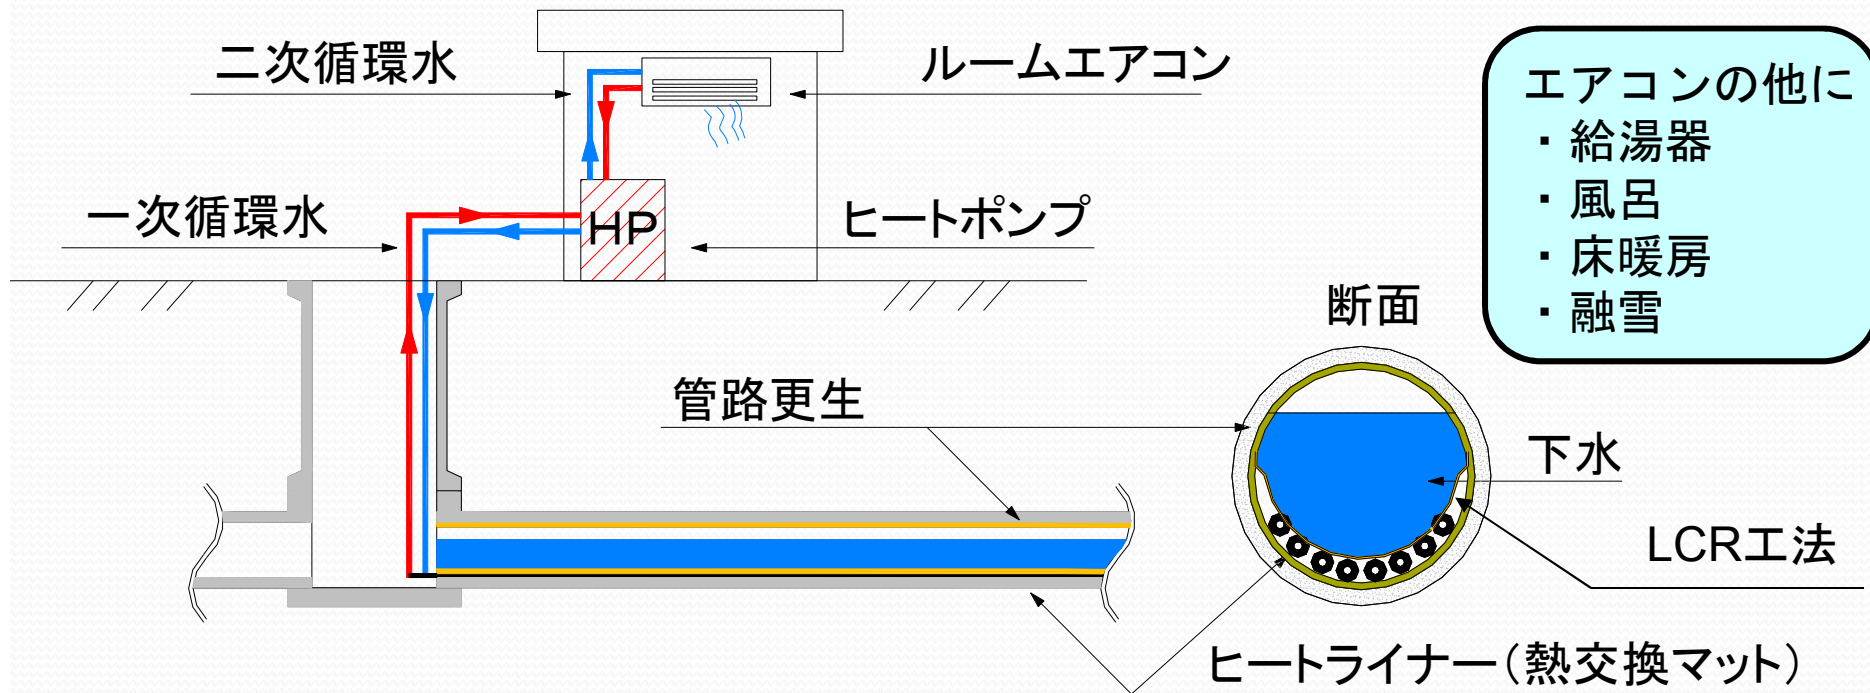 二次循環水
ルームエアコン
エアコンの他に
・給湯器
・風呂
・床暖房
・融雪
一次循環水
HP
ヒートポンプ
断面
管路更生
下水
LCR工法
ヒートライナー（熱交換マット）